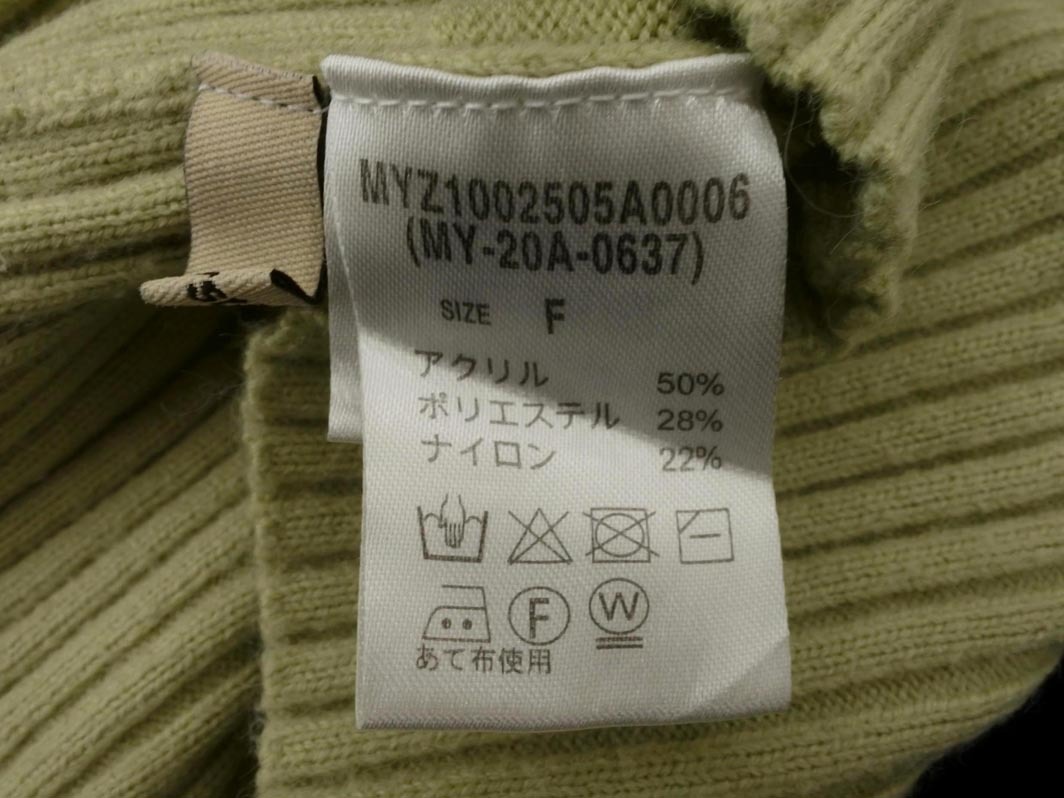 MYZ1002505A0006
(MY-20A-0637)
SIZE F
アクリル 50%
ポリエステル 28%
ナイロン 22%
F W
あて布使用